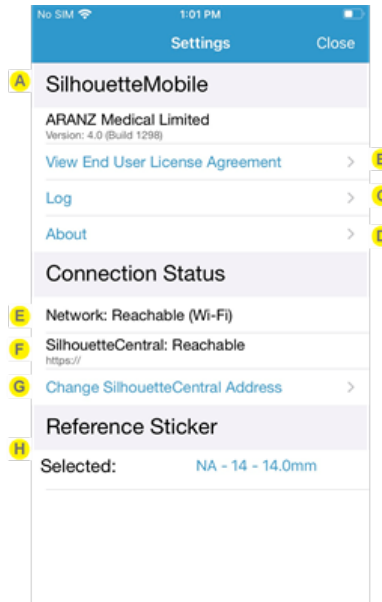 No SIM 1:01 PM
Settings Close
A SilhouetteMobile
ARANZ Medical Limited
Version: 4.0 (Build 1298)
View End User License Agreement
Log
About D
Connection Status
E Network: Reachable (Wi-Fi)
F SilhouetteCentral: Reachable
https://
G Change SilhouetteCentral Address
Reference Sticker
H
Selected: NA - 14 - 14.0mm